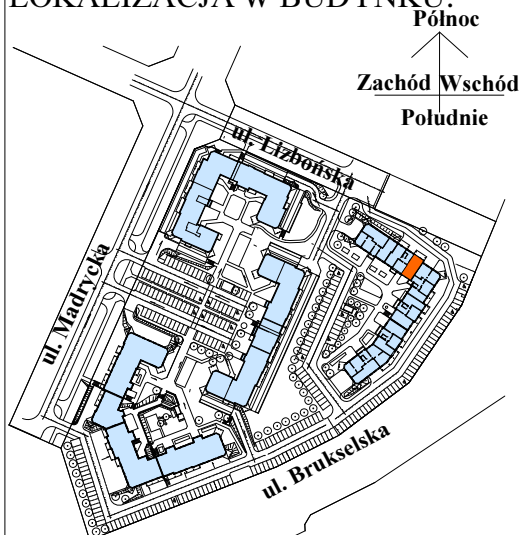 LOKALIZACJA W BUDYNKU:
Północ
Zachód Wschód
Południe
ul. Lizbońska
ul. Madrycka
ul. Brukselska